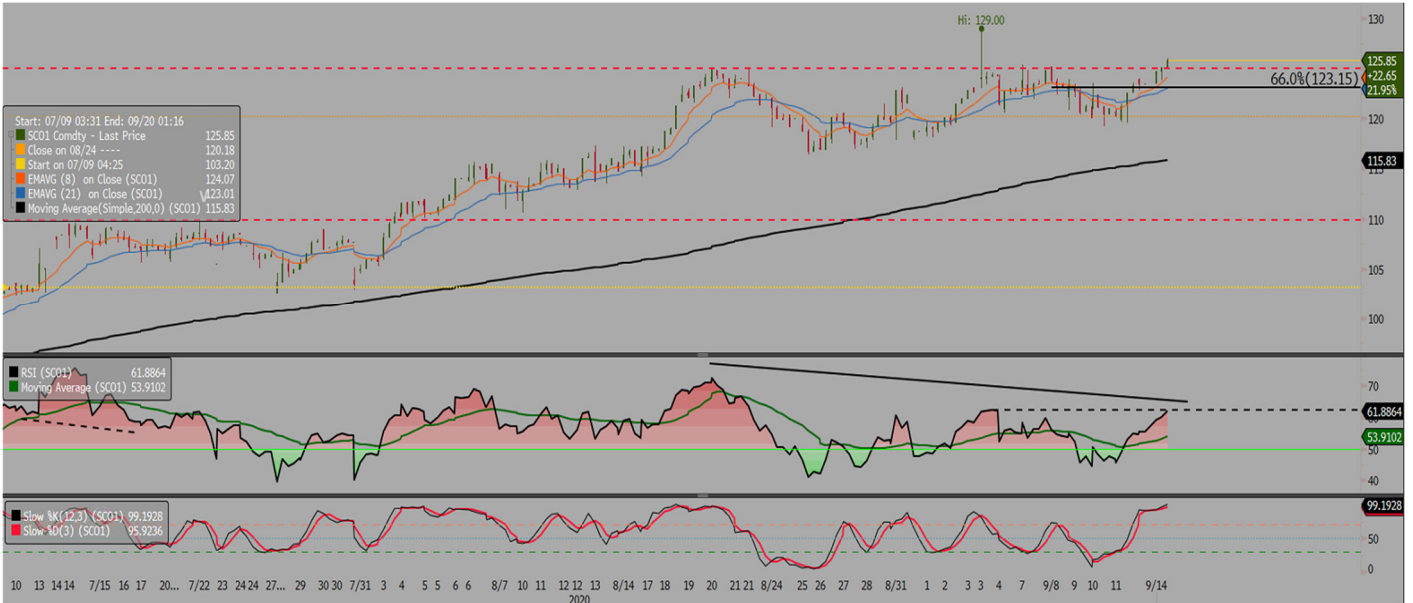 Hi: 129.00
130
125.85
+22.65
21.95%
66.0%(123.15)
120
115.83
115
110
105
100
Start: 07/09 03:31 End: 09/20 01:16
SCO1 Comdty - Last Price 125.85
Close on 08/24 ---- 120.18
Start on 07/09 04:25 103.20
EMAVG (8) on Close (SCO1) 124.07
EMAVG (21) on Close (SCO1) 123.01
Moving Average(Simple,200,0) (SCO1) 115.83
RSI (SCO1) 61.8864
Moving Average (SCO1) 53.9102
70
61.8864
53.9102
50
40
Slow %K(12,3) (SCO1) 99.1928
Slow %D(3) (SCO1) 95.9236
99.1928
50
0
10 13 14 14 7/15 16 17 20... 7/22 23 24 24 27... 29 30 30 7/31 3 4 5 5 6 6 8/7 10 11 12 12 13 8/14 17 18 19 20 21 21 8/24 25 26 27 28 8/31 1 2 3 3 4 7 9/8 9 10 11 9/14
2020